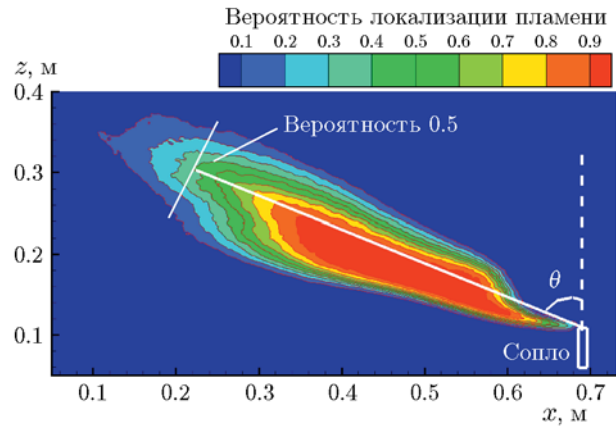 Вероятность локализации пламени
0.1 0.2 0.3 0.4 0.5 0.6 0.7 0.8 0.9
z, м
0.4
Вероятность 0.5
0.3
0.2
θ
0.1
Сопло
0.1 0.2 0.3 0.4 0.5 0.6 0.7
x, м